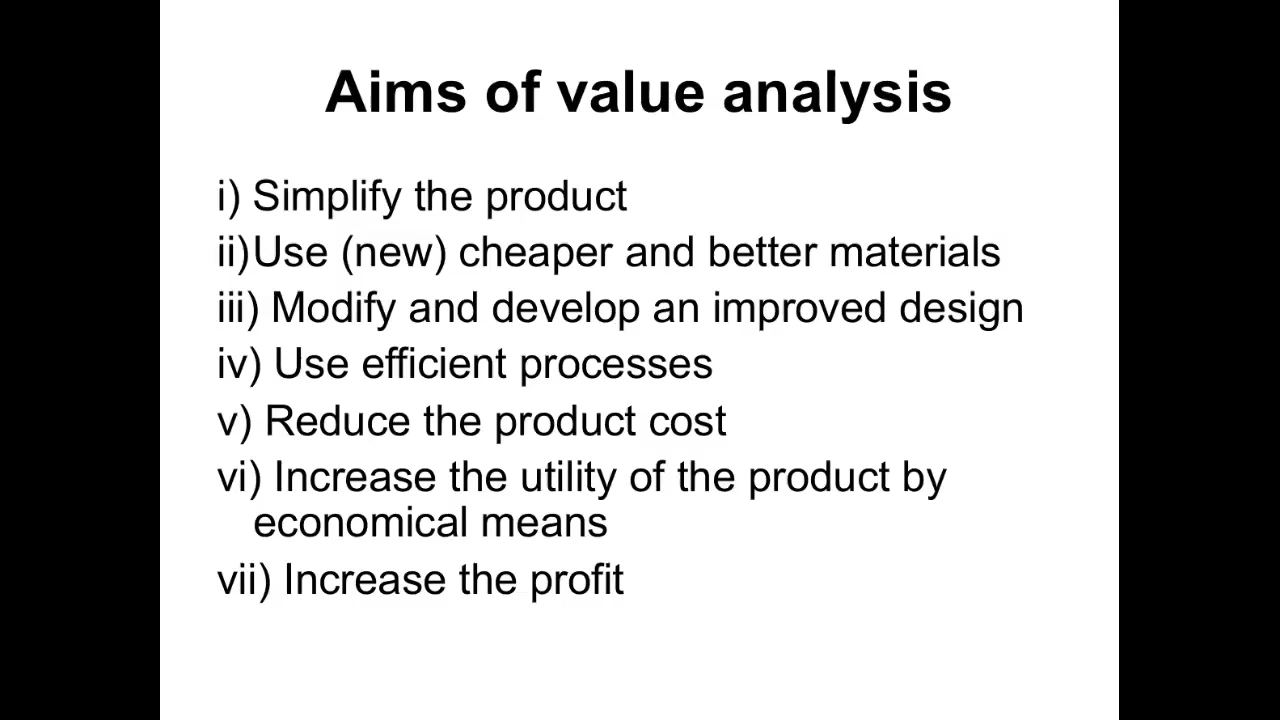 Aims of value analysis
i) Simplify the product
ii)Use (new) cheaper and better materials
iii) Modify and develop an improved design
iv) Use efficient processes
v) Reduce the product cost
vi) Increase the utility of the product by
economical means
vii) Increase the profit